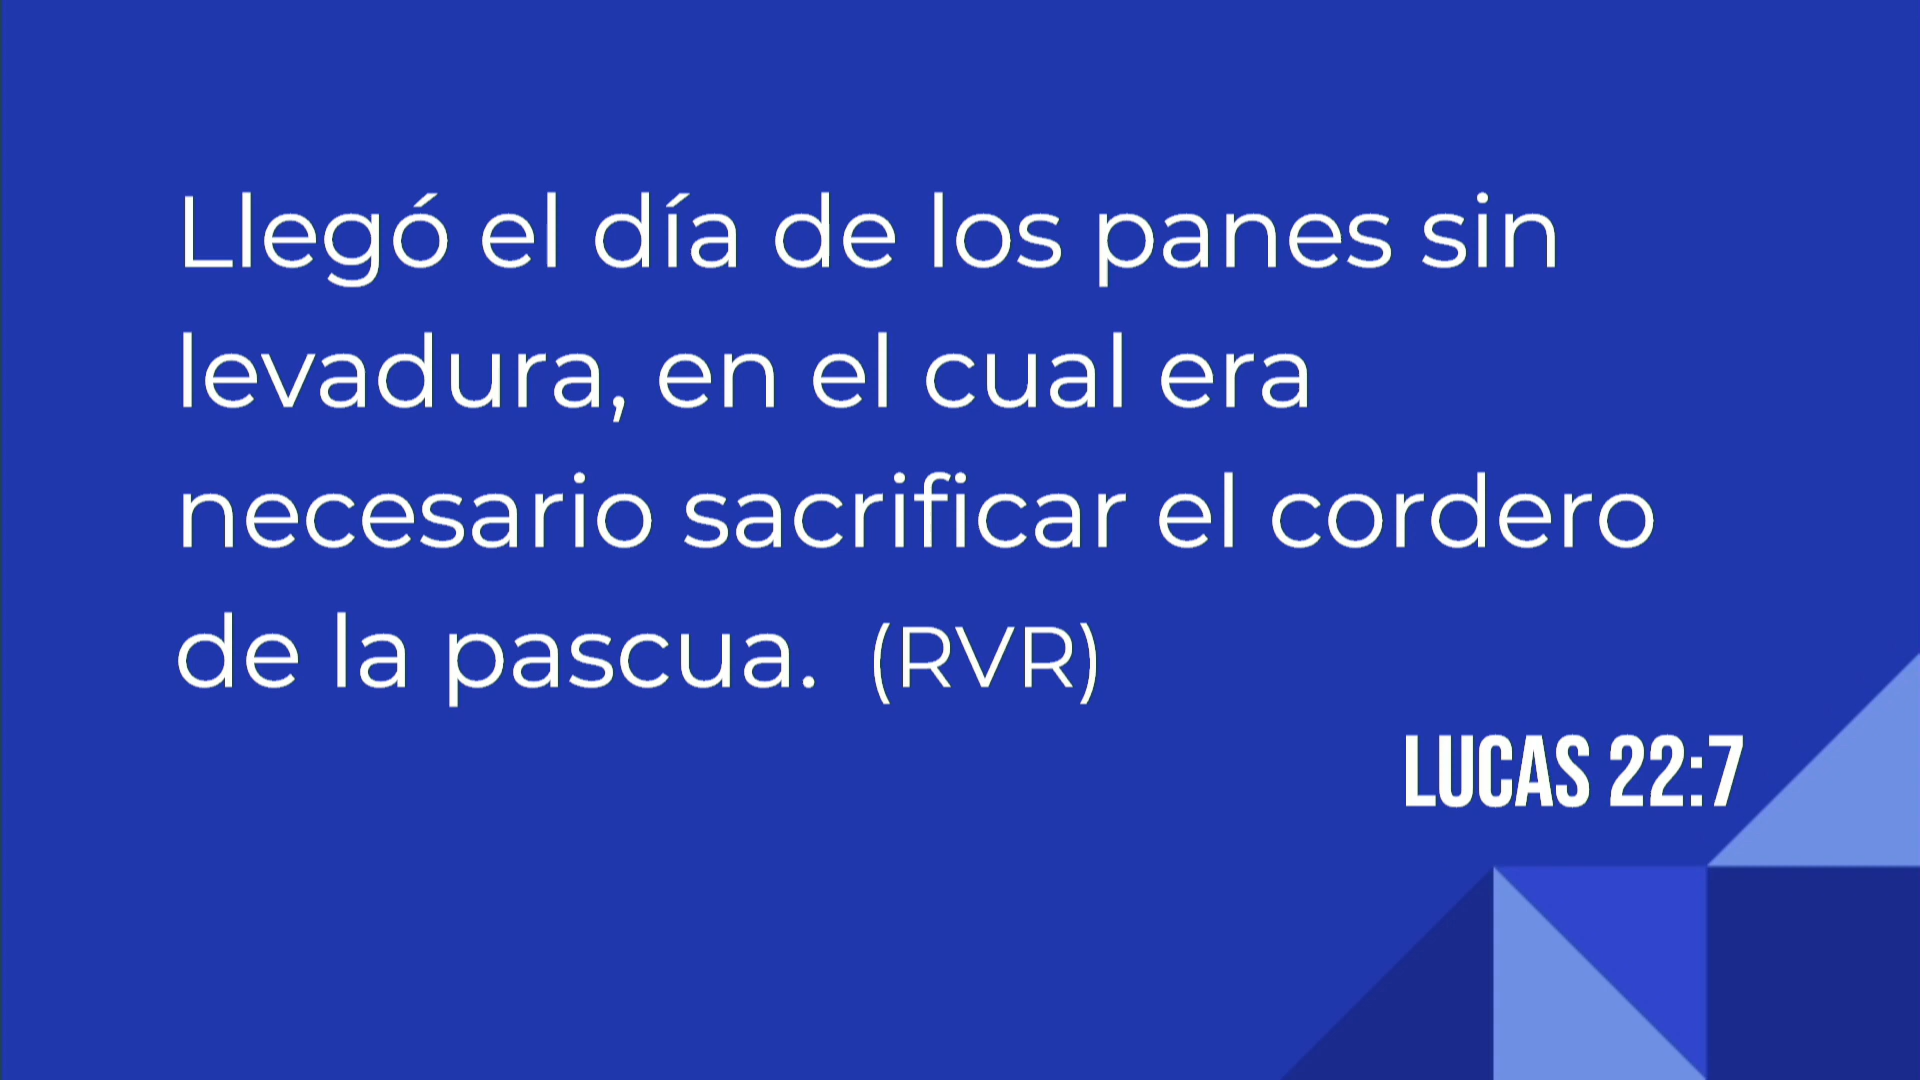 Llegó el día de los panes sin
levadura, en el cual era
necesario sacrificar el cordero
de la pascua. (RVR)
LUCAS 22:7